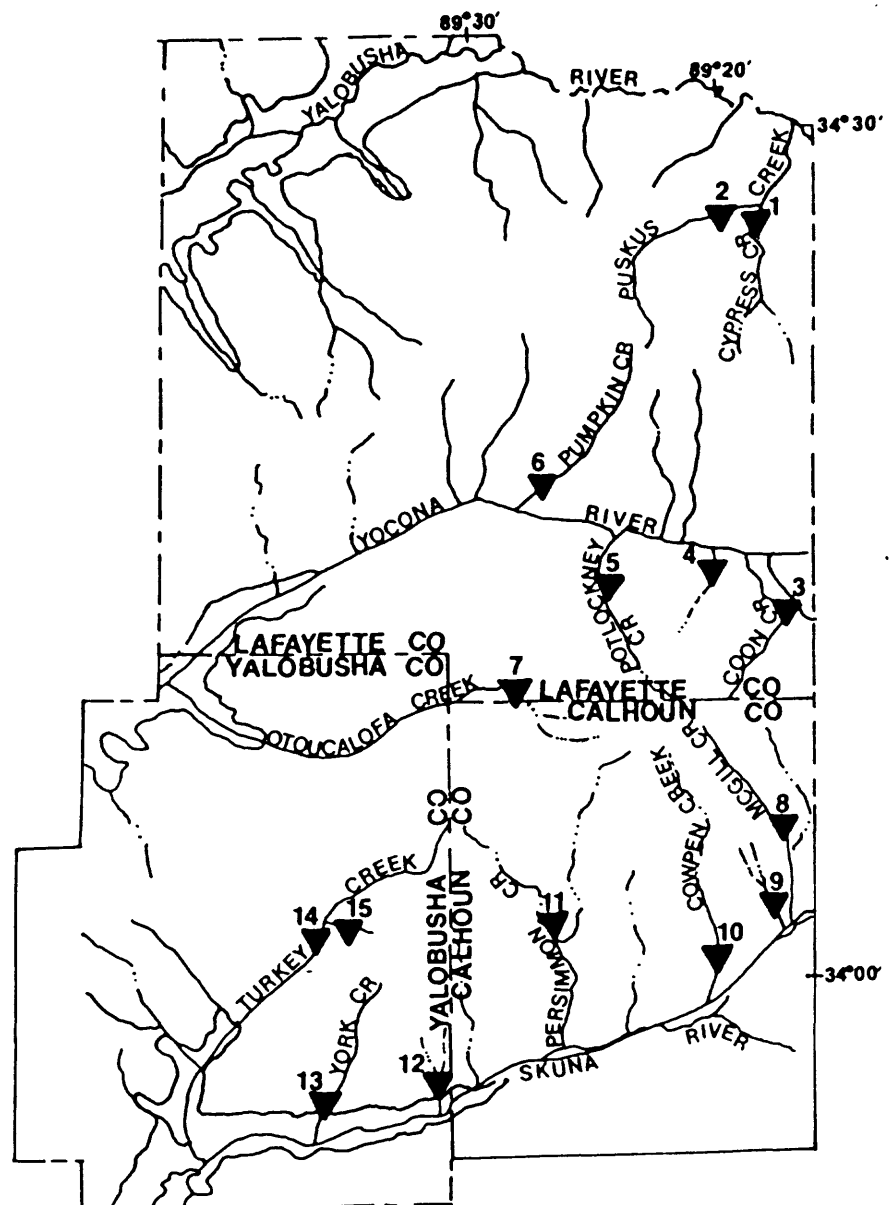 89°30'
YALOBUSHA
RIVER
89°20'
34°30'
CREEK
2
1
PUSKUS
CYPRESS CR
PUMPKIN CR
6
YOCONA
RIVER
5
4
3
POTLOCKNEY
CR
COON CR
LAFAYETTE CO
YALOBUSHA CO
7
LAFAYETTE CO
CALHOUN CO
OTOUCALOFA CREEK
COWPEN CREEK
MCGILL CR
8
CO
CO
CREEK
CR
YALOBUSHA
CALHOUN
9
14
15
11
10
34°00'
TURKEY
PERSIMMON
YORK CR
RIVER
12
SKUNA
13